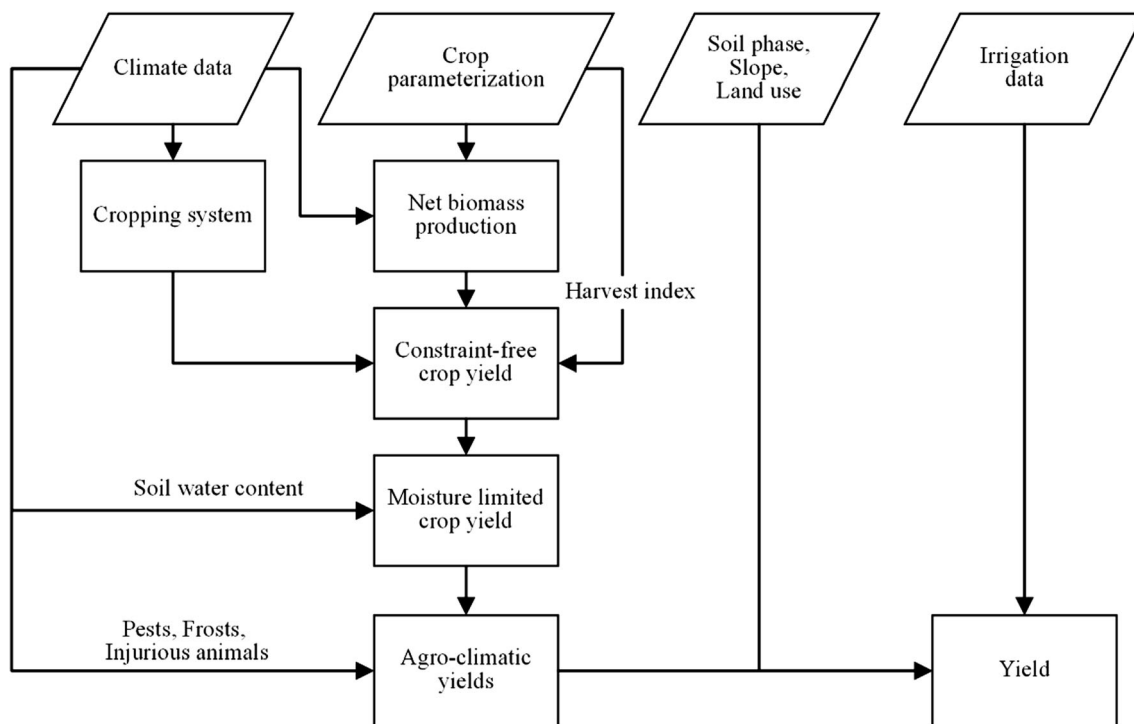 Climate data
Crop
parameterization
Soil phase,
Slope,
Land use
Irrigation
data
Cropping system
Net biomass
production
Harvest index
Constraint-free
crop yield
Soil water content
Moisture limited
crop yield
Pests, Frosts,
Injurious animals
Agro-climatic
yields
Yield